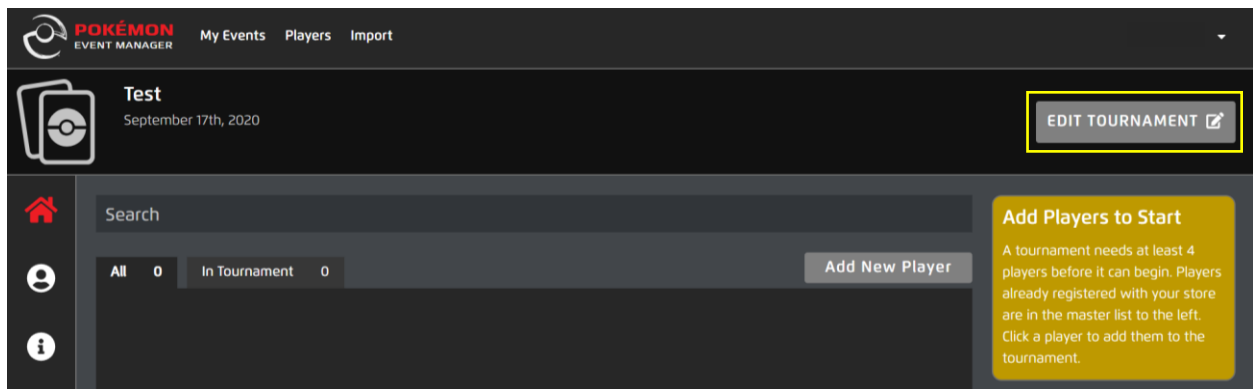 POKÉMON
EVENT MANAGER
My Events Players Import
Test
September 17th, 2020
EDIT TOURNAMENT
Search
All 0 In Tournament 0
Add New Player
Add Players to Start
A tournament needs at least 4
players before it can begin. Players
already registered with your store
are in the master list to the left.
Click a player to add them to the
tournament.